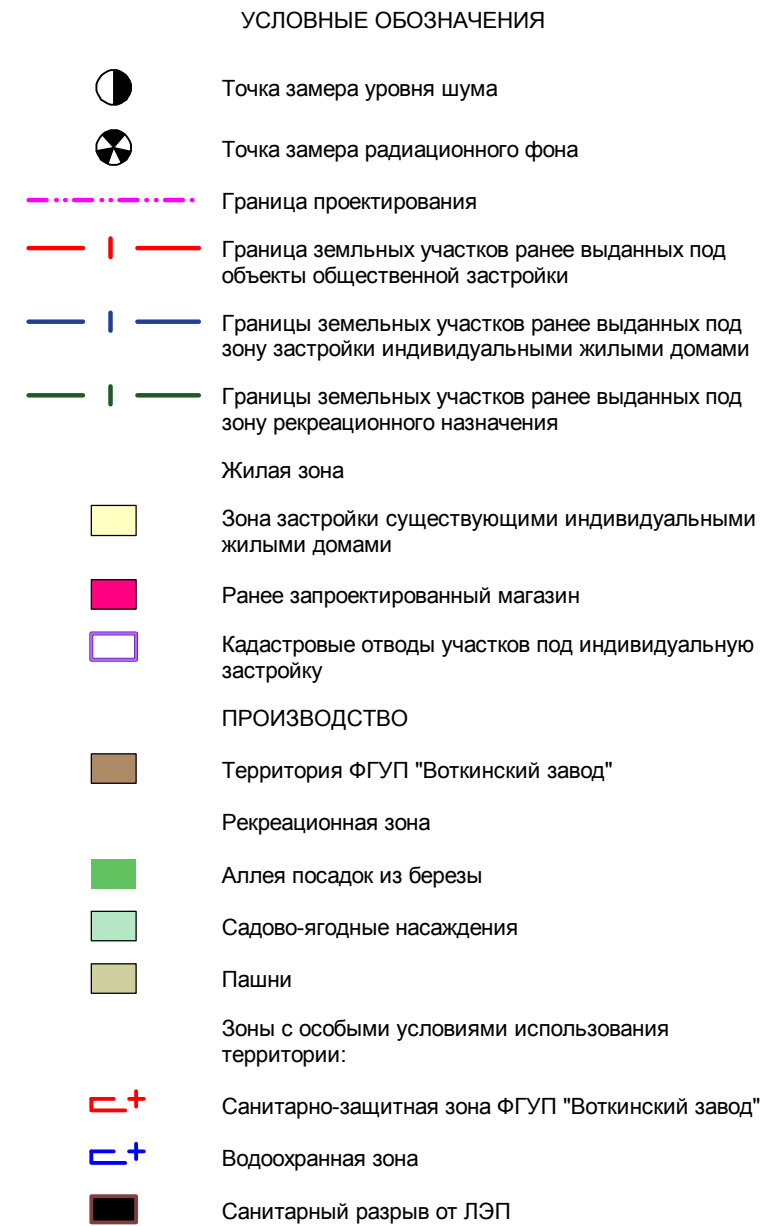 УСЛОВНЫЕ ОБОЗНАЧЕНИЯ
Точка замера уровня шума
Точка замера радиационного фона
Граница проектирования
Граница земльных участков ранее выданных под
объекты общественной застройки
Границы земельных участков ранее выданных под
зону застройки индивидуальными жилыми домами
Границы земельных участков ранее выданных под
зону рекреационного назначения
Жилая зона
Зона застройки существующими индивидуальными
жилыми домами
Ранее запроектированный магазин
Кадастровые отводы участков под индивидуальную
застройку
ПРОИЗВОДСТВО
Территория ФГУП "Воткинский завод"
Рекреационная зона
Аллея посадок из березы
Садово-ягодные насаждения
Пашни
Зоны с особыми условиями использования
территории:
Санитарно-защитная зона ФГУП "Воткинский завод"
Водоохранная зона
Санитарный разрыв от ЛЭП